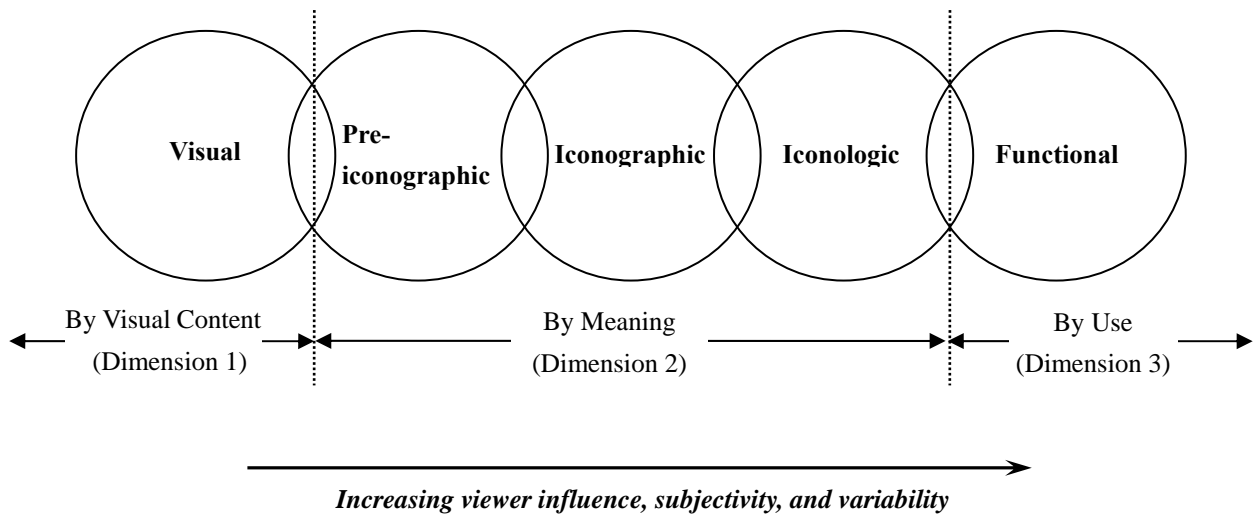 Visual
Pre-
iconographic
Iconographic
Iconologic
Functional
By Visual Content
(Dimension 1)
By Meaning
(Dimension 2)
By Use
(Dimension 3)
Increasing viewer influence, subjectivity, and variability